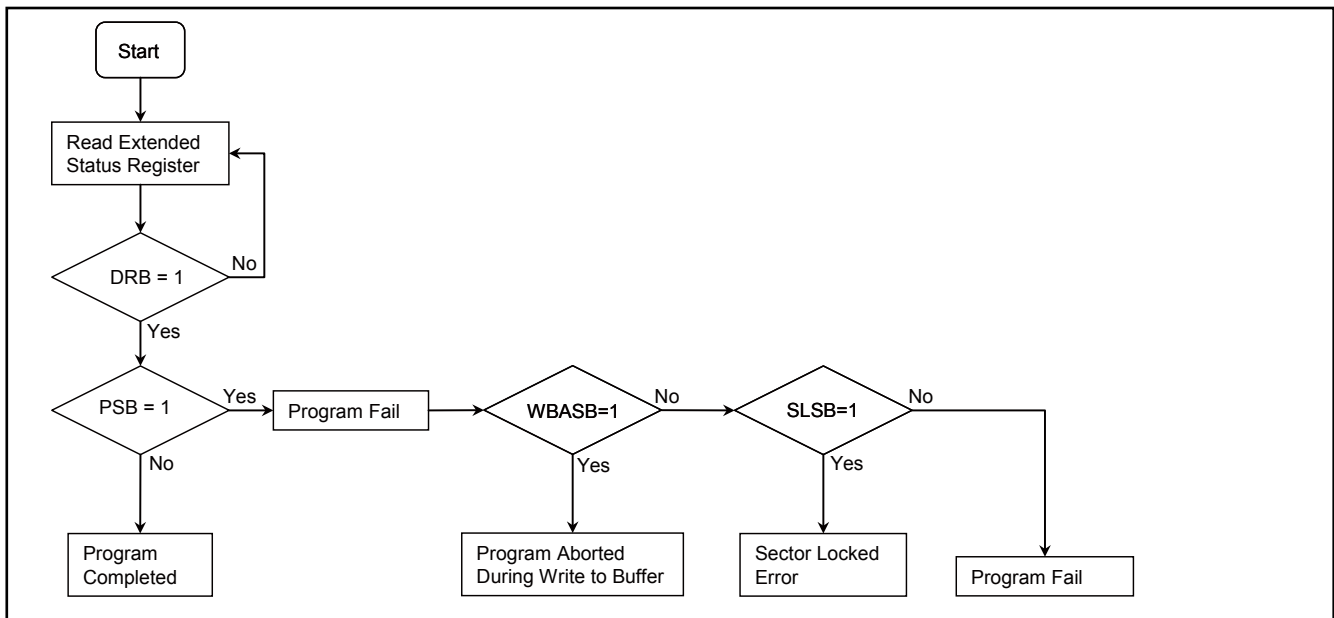 Start
Read Extended
Status Register
DRB = 1
No
Yes
PSB = 1
Yes
Program Fail
WBASB=1
No
SLSB=1
No
No
Yes
Yes
Program
Completed
Program Aborted
During Write to Buffer
Sector Locked
Error
Program Fail